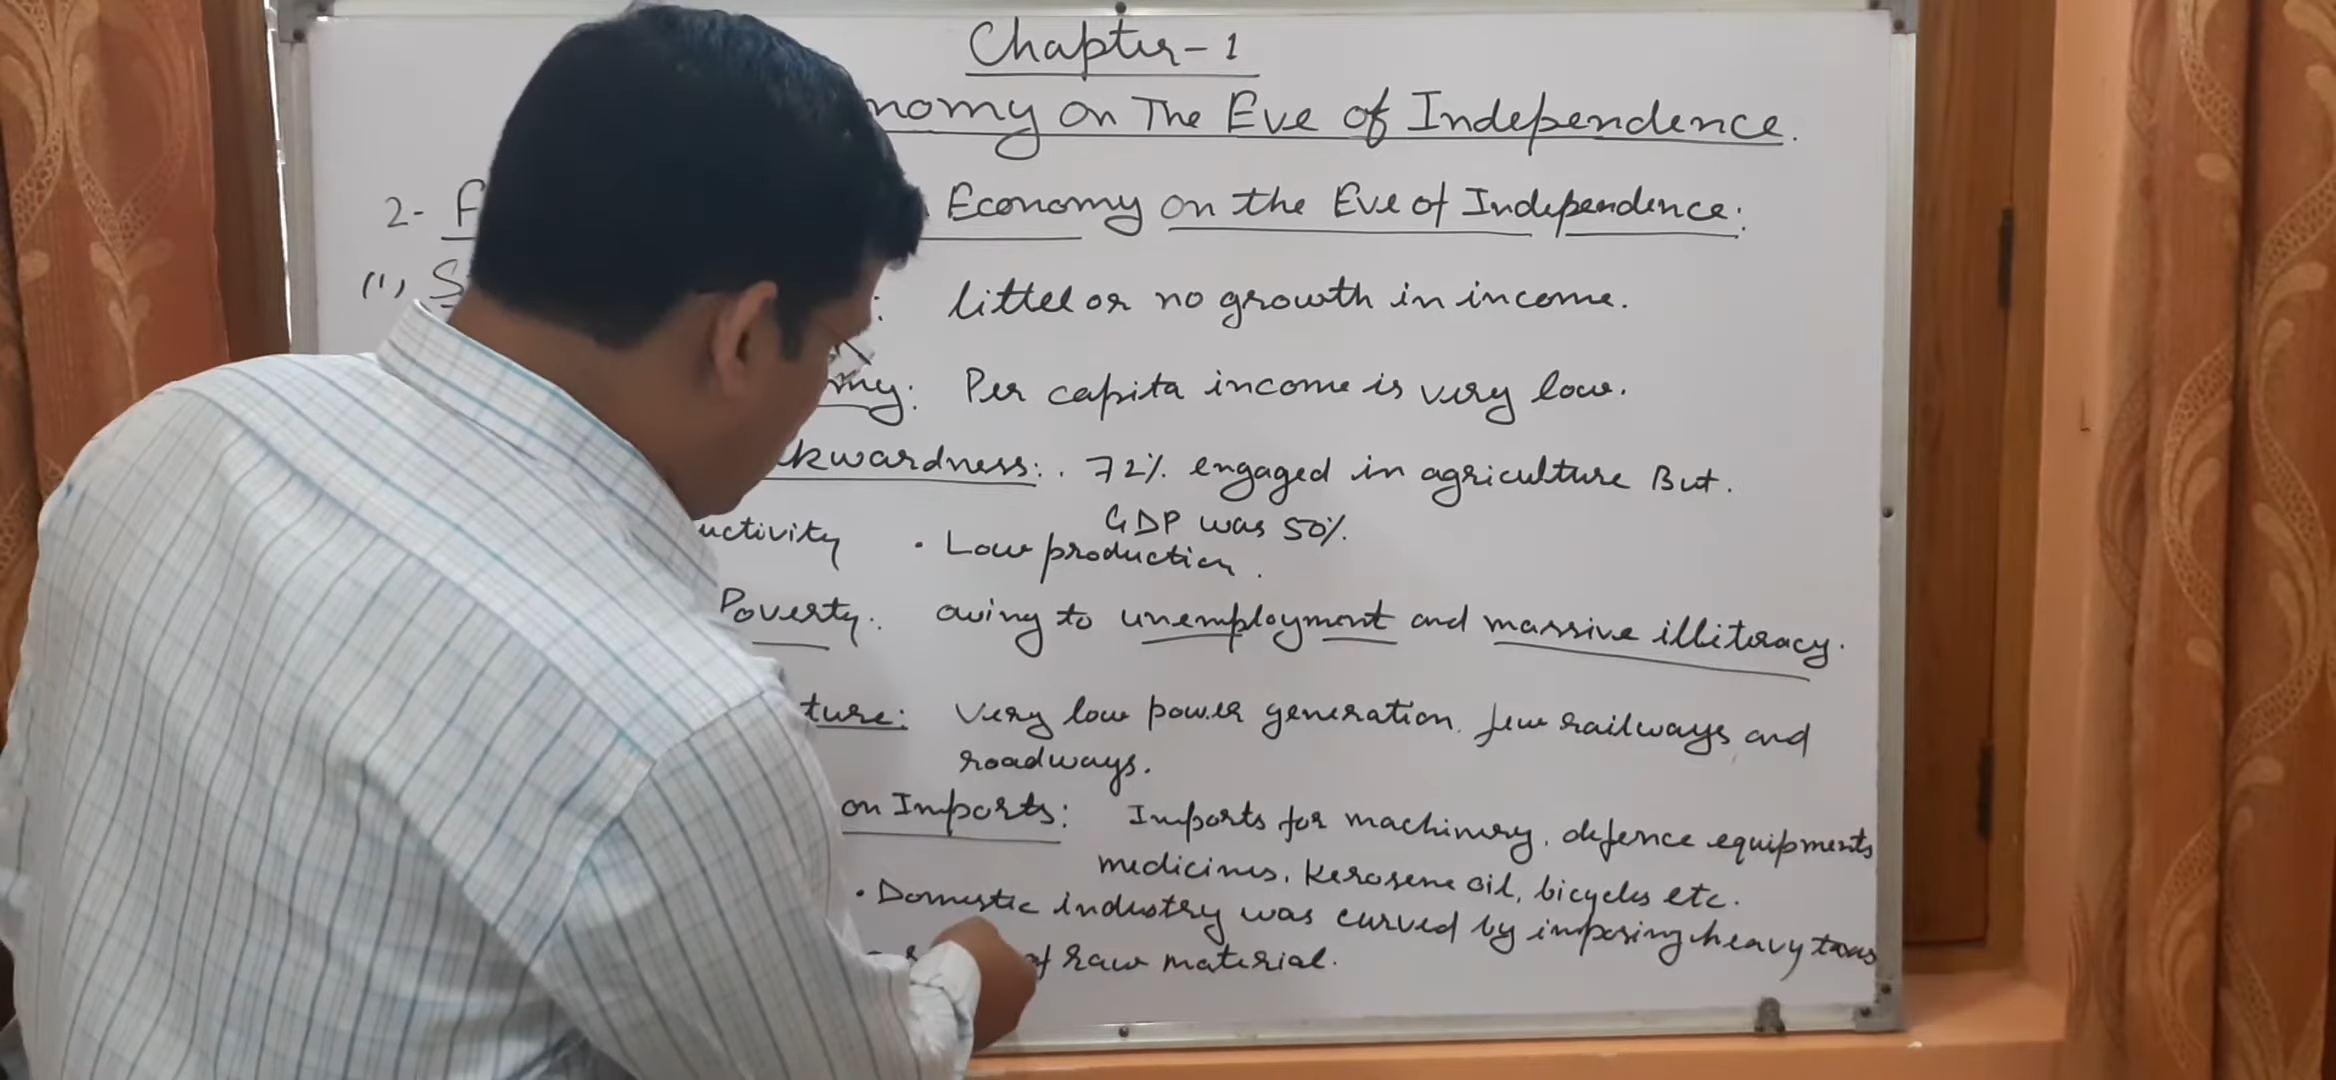 Chapter-1
nomy On The Eve of Independence.
2- Economy on the Eve of Independence:
(1) : littel or no growth in income.
my: Per capita income is very low.
kwardness: . 72% engaged in agriculture But.
GDP was 50%.
uctivity . Low production.
Poverty: owing to unemployment and massive illiteracy.
ture: Very low power generation, few railways and
roadways.
on Imports: Imports for machinery, defence equipments
medicines, Kerosene oil, bicycles etc.
• Domestic industry was curved by imposing heavy taxes
of raw material.